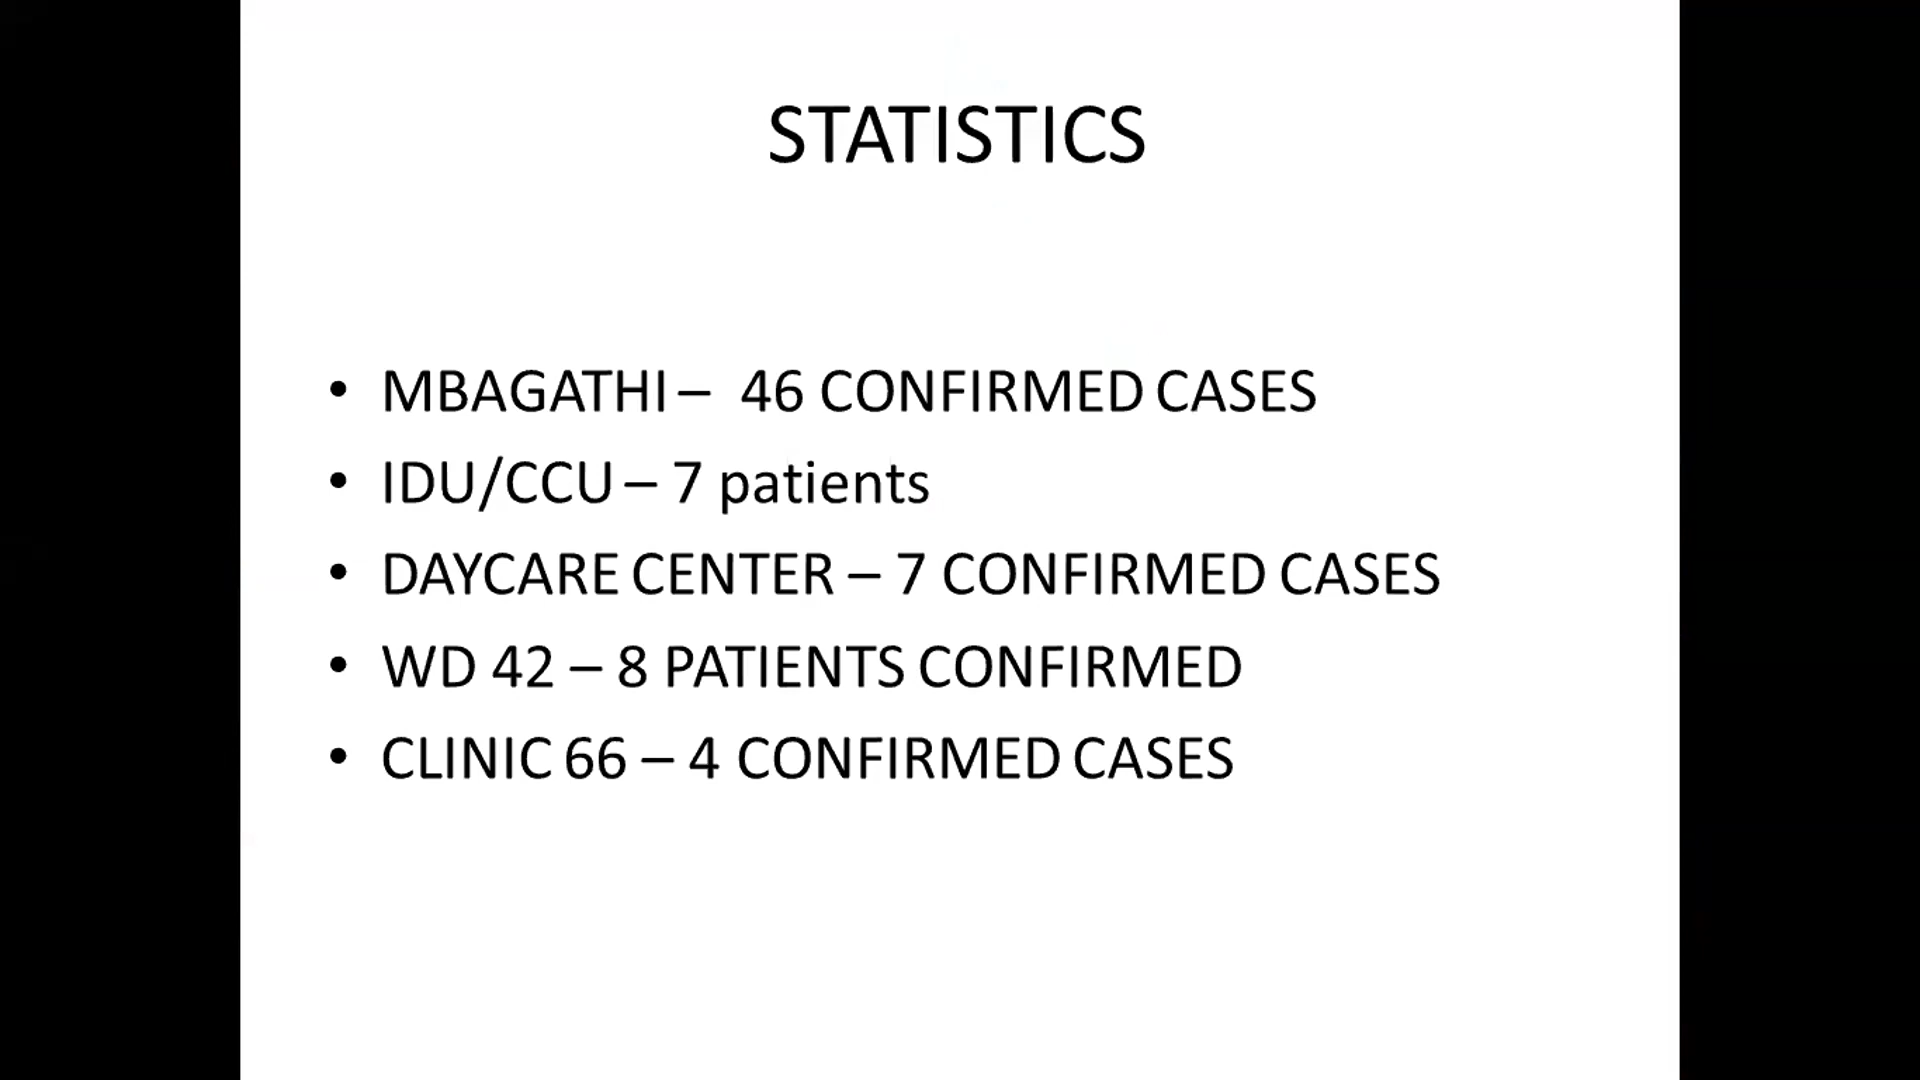 STATISTICS
• MBAGATHI – 46 CONFIRMED CASES
• IDU/CCU – 7 patients
• DAYCARE CENTER – 7 CONFIRMED CASES
• WD 42 – 8 PATIENTS CONFIRMED
• CLINIC 66 – 4 CONFIRMED CASES